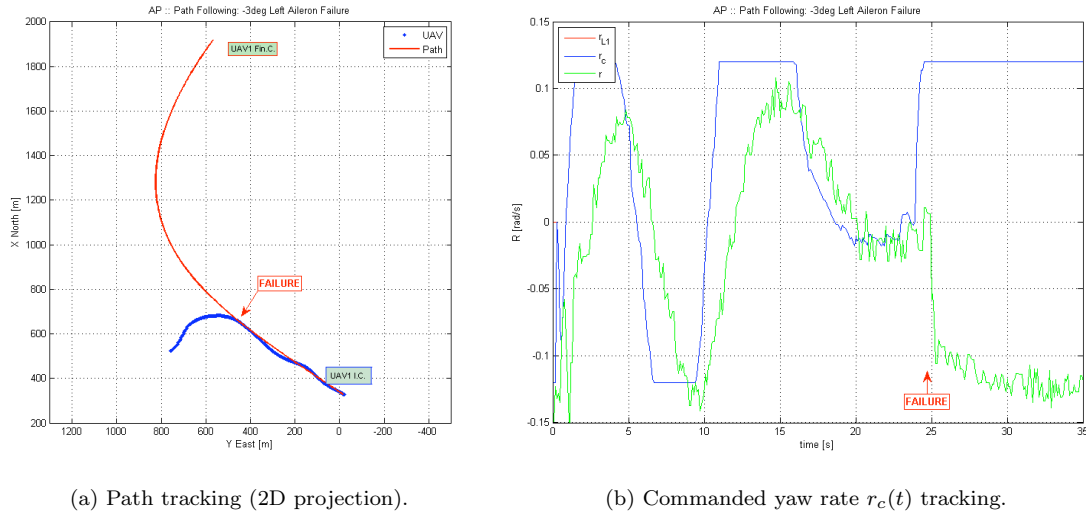 AP :: Path Following: -3deg Left Aileron Failure
2000
1800
1600
1400
1200
1000
800
600
400
200
X North [m]
UAV1 Fin.C.
UAV
Path
FAILURE
UAV1 I.C.
1200 1000 800 600 400 200 0 -200 -400
Y East [m]
(a) Path tracking (2D projection).
AP :: Path Following: -3deg Left Aileron Failure
r_L1
r_c
r
0.15
0.1
0.05
0
-0.05
-0.1
-0.15
R [rad/s]
FAILURE
0 5 10 15 20 25 30 35
time [s]
(b) Commanded yaw rate r_c(t) tracking.